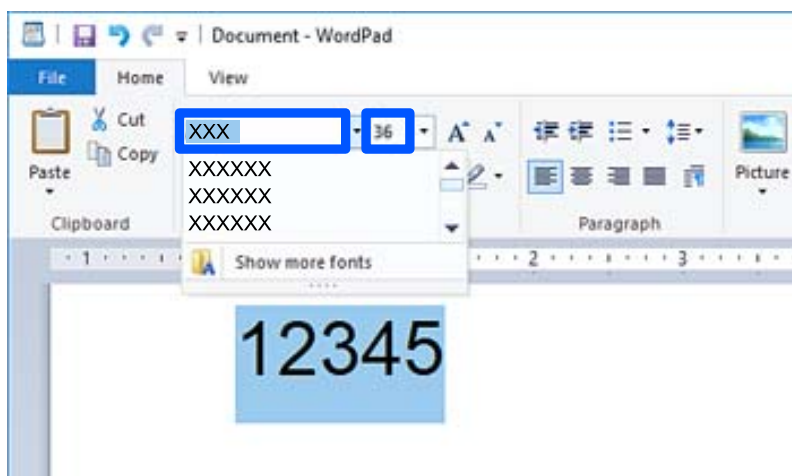 Document - WordPad
File Home View
Cut
Copy
Paste
Clipboard
XXX 36
XXXXXX
XXXXXX
XXXXXX
Show more fonts
Paragraph
Picture
1 2 3
12345